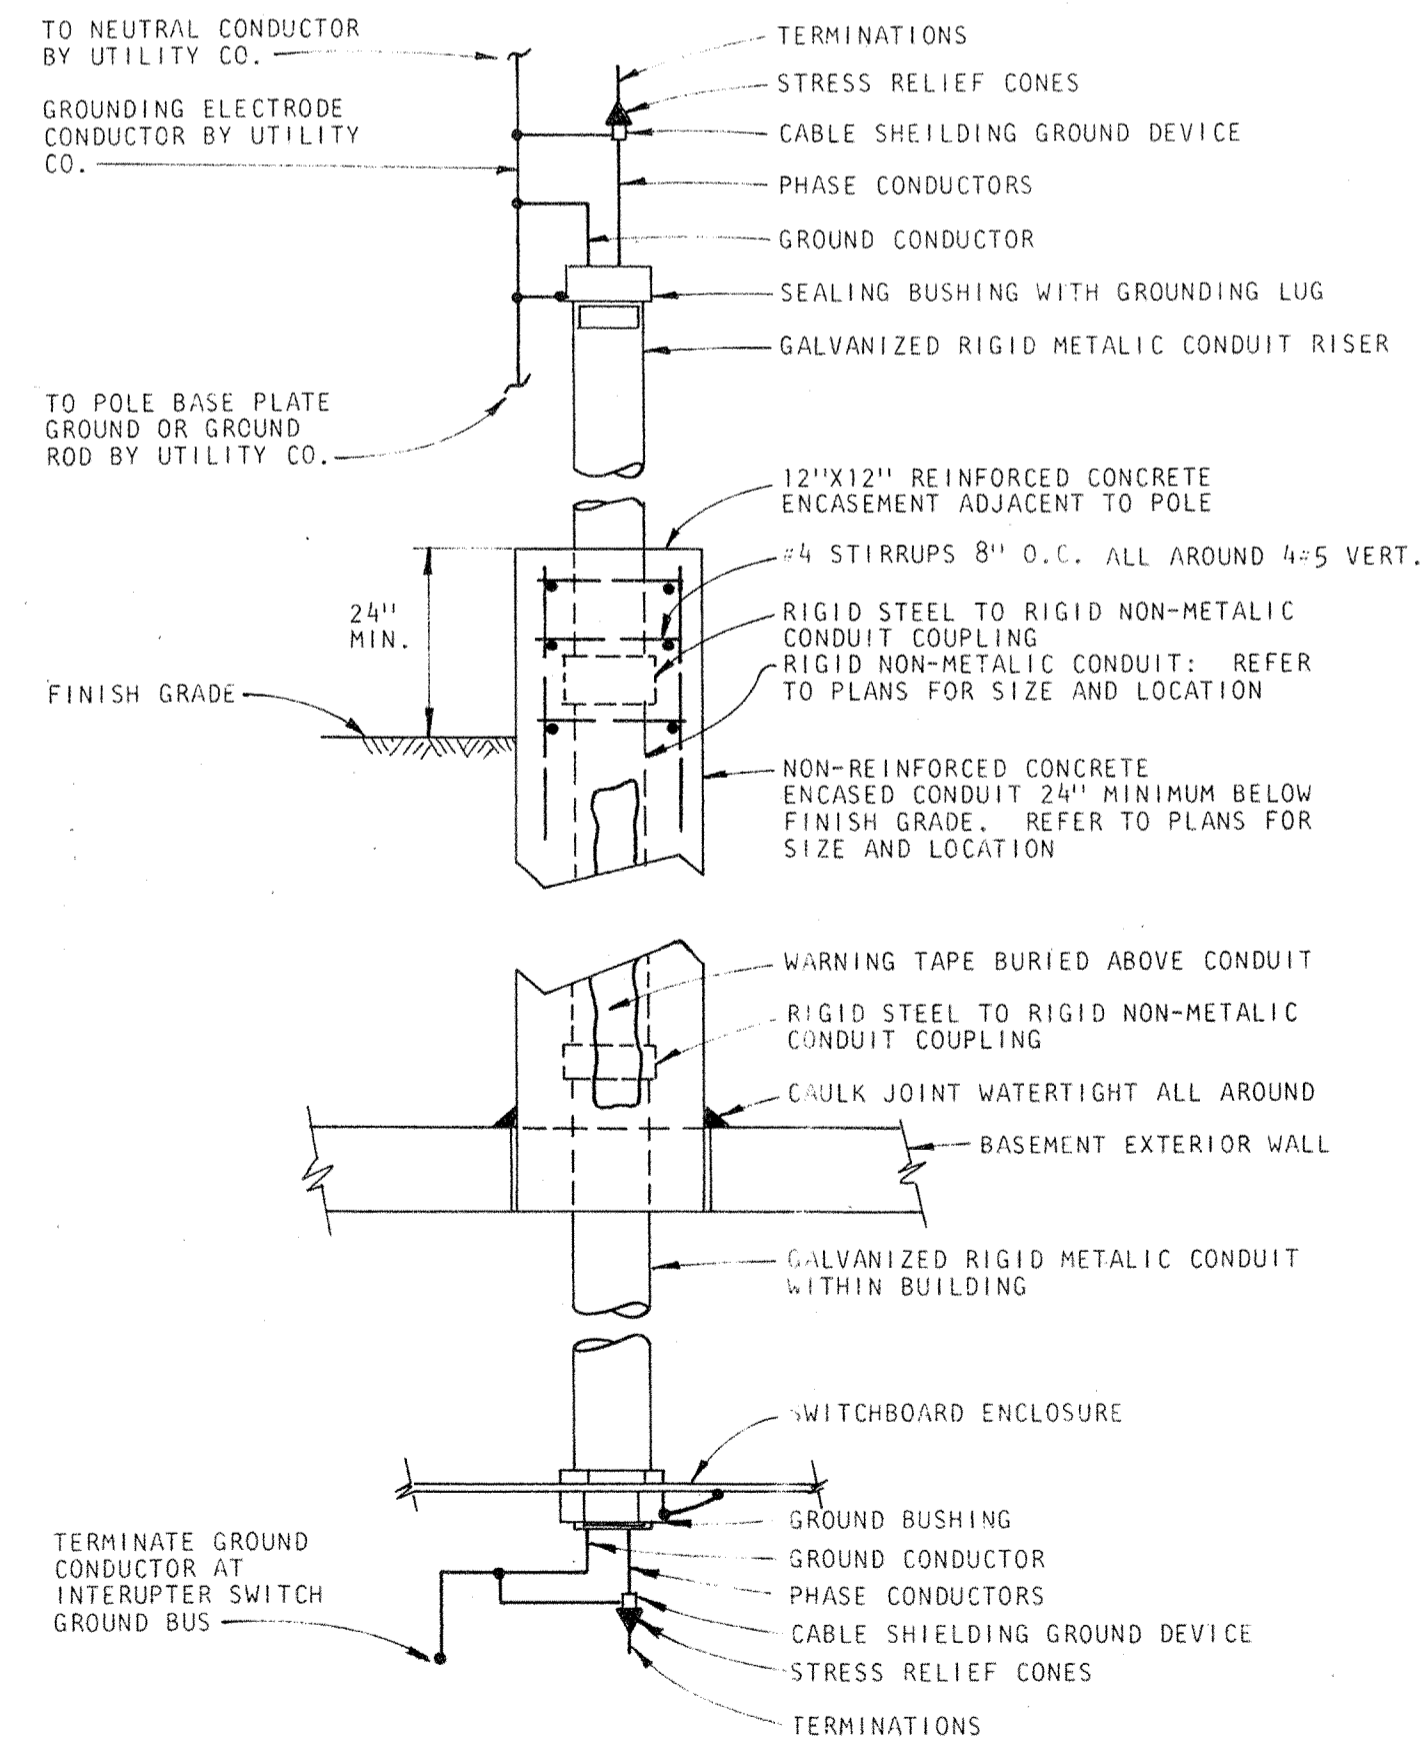 TO NEUTRAL CONDUCTOR
BY UTILITY CO.
GROUNDING ELECTRODE
CONDUCTOR BY UTILITY
CO.
TO POLE BASE PLATE
GROUND OR GROUND
ROD BY UTILITY CO.
TERMINATIONS
STRESS RELIEF CONES
CABLE SHEILDING GROUND DEVICE
PHASE CONDUCTORS
GROUND CONDUCTOR
SEALING BUSHING WITH GROUNDING LUG
GALVANIZED RIGID METALIC CONDUIT RISER
12"X12" REINFORCED CONCRETE
ENCASEMENT ADJACENT TO POLE
#4 STIRRUPS 8" O.C. ALL AROUND 4#5 VERT.
24"
MIN.
RIGID STEEL TO RIGID NON-METALIC
CONDUIT COUPLING
RIGID NON-METALIC CONDUIT: REFER
TO PLANS FOR SIZE AND LOCATION
FINISH GRADE
NON-REINFORCED CONCRETE
ENCASED CONDUIT 24" MINIMUM BELOW
FINISH GRADE. REFER TO PLANS FOR
SIZE AND LOCATION
WARNING TAPE BURIED ABOVE CONDUIT
RIGID STEEL TO RIGID NON-METALIC
CONDUIT COUPLING
CAULK JOINT WATERTIGHT ALL AROUND
BASEMENT EXTERIOR WALL
GALVANIZED RIGID METALIC CONDUIT
WITHIN BUILDING
SWITCHBOARD ENCLOSURE
GROUND BUSHING
GROUND CONDUCTOR
PHASE CONDUCTORS
CABLE SHIELDING GROUND DEVICE
STRESS RELIEF CONES
TERMINATIONS
TERMINATE GROUND
CONDUCTOR AT
INTERUPTER SWITCH
GROUND BUS